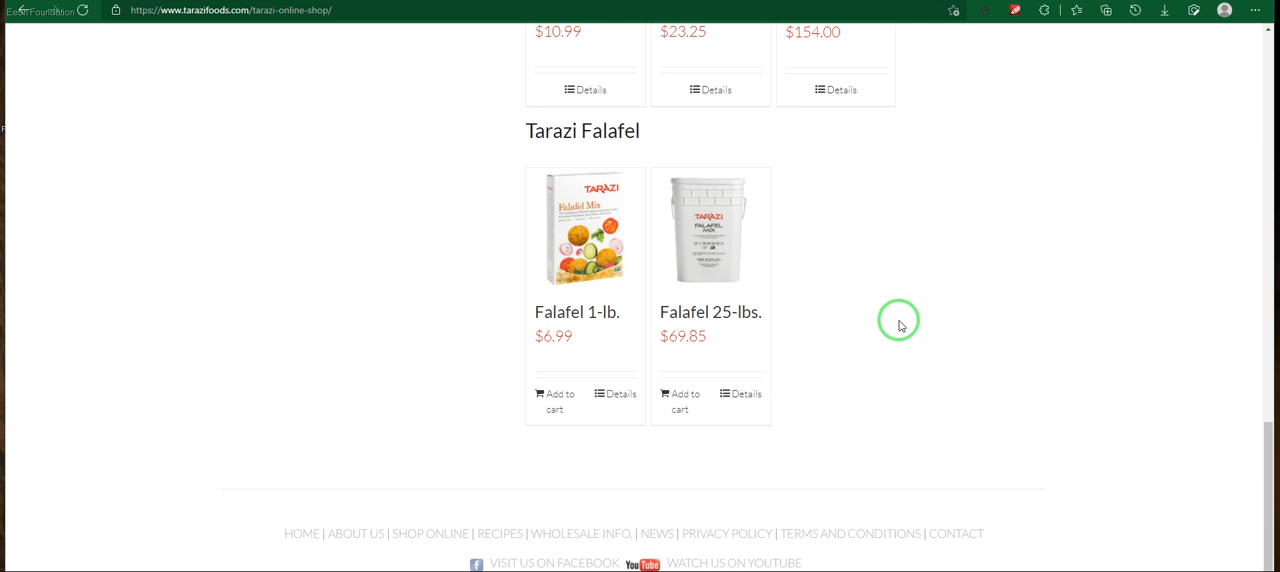 Eeon Foundation
https://www.tarazifoods.com/tarazi-online-shop/
$10.99 $23.25 $154.00
Details Details Details
Tarazi Falafel
TARAZI
Falafel Mix
TARAZI
FALAFEL
MIX
Falafel 1-lb. Falafel 25-lbs.
$6.99 $69.85
Add to cart Details Add to cart Details
HOME | ABOUT US | SHOP ONLINE | RECIPES | WHOLESALE INFO. | NEWS | PRIVACY POLICY | TERMS AND CONDITIONS | CONTACT
VISIT US ON FACEBOOK YouTube WATCH US ON YOUTUBE